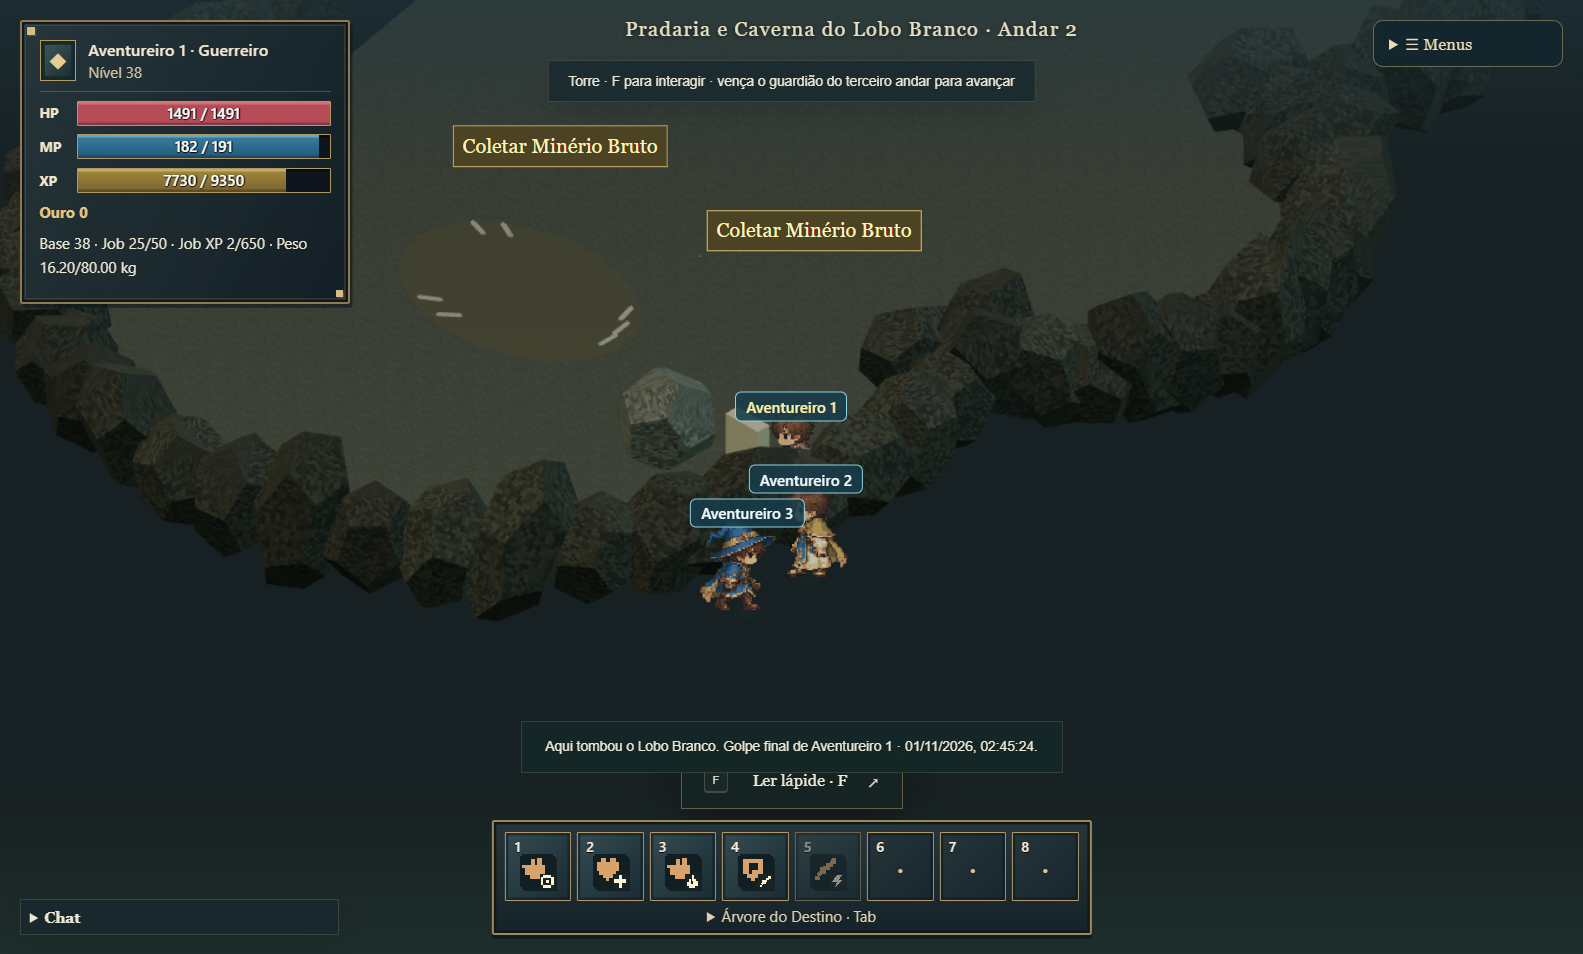 Aventureiro 1 · Guerreiro
Nível 38
HP 1491 / 1491
MP 182 / 191
XP 7730 / 9350
Ouro 0
Base 38 · Job 25/50 · Job XP 2/650 · Peso
16.20/80.00 kg
Pradaria e Caverna do Lobo Branco · Andar 2
Torre · F para interagir · vença o guardião do terceiro andar para avançar
☰ Menus
Coletar Minério Bruto
Coletar Minério Bruto
Aventureiro 1
Aventureiro 2
Aventureiro 3
Aqui tombou o Lobo Branco. Golpe final de Aventureiro 1 · 01/11/2026, 02:45:24.
F Ler lápide · F ↗
1 2 3 4 5 6 7 8
Árvore do Destino · Tab
Chat